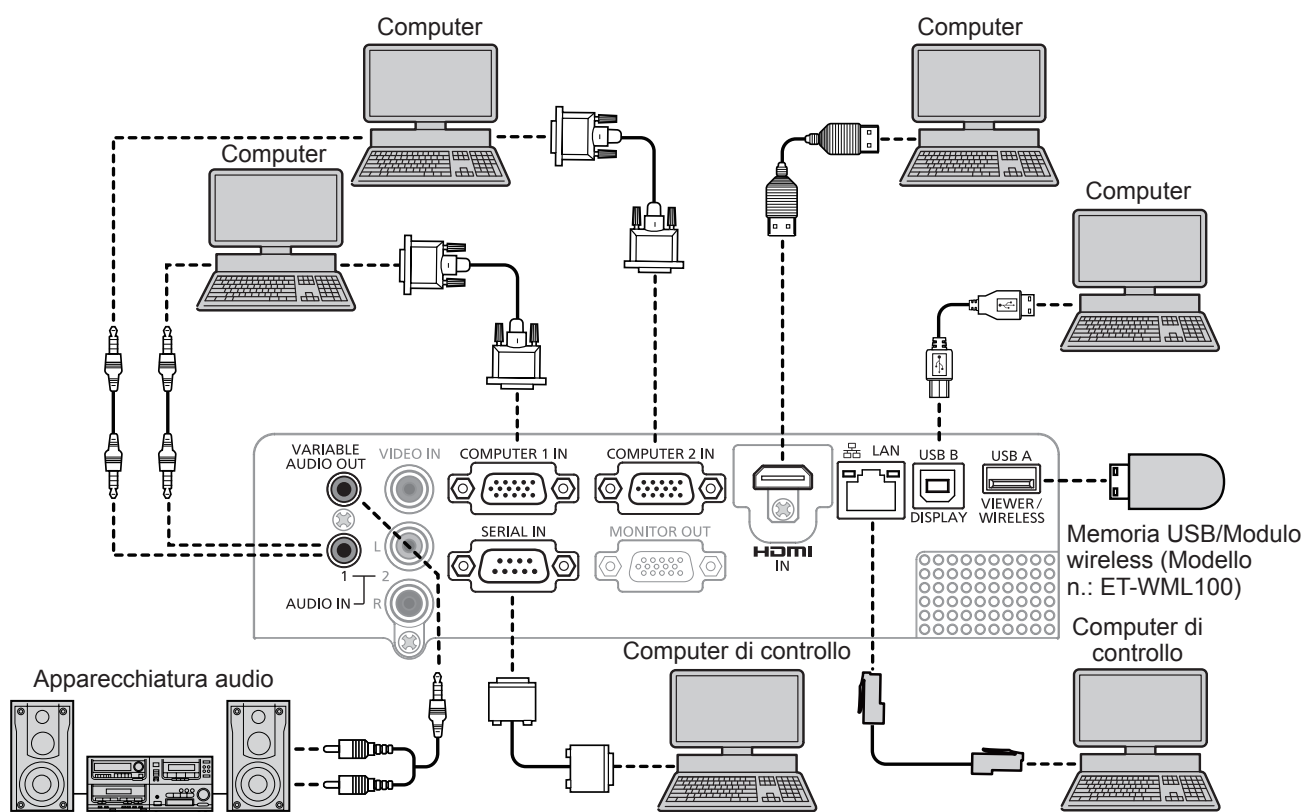 Computer
Computer
Computer
Computer
VARIABLE
AUDIO OUT
VIDEO IN
COMPUTER 1 IN
COMPUTER 2 IN
LAN
USB B
USB A
DISPLAY
VIEWER /
WIRELESS
SERIAL IN
MONITOR OUT
HDMI
IN
L
1
2
AUDIO IN
R
Memoria USB/Modulo
wireless (Modello
n.: ET-WML100)
Computer di controllo
Computer di
controllo
Apparecchiatura audio